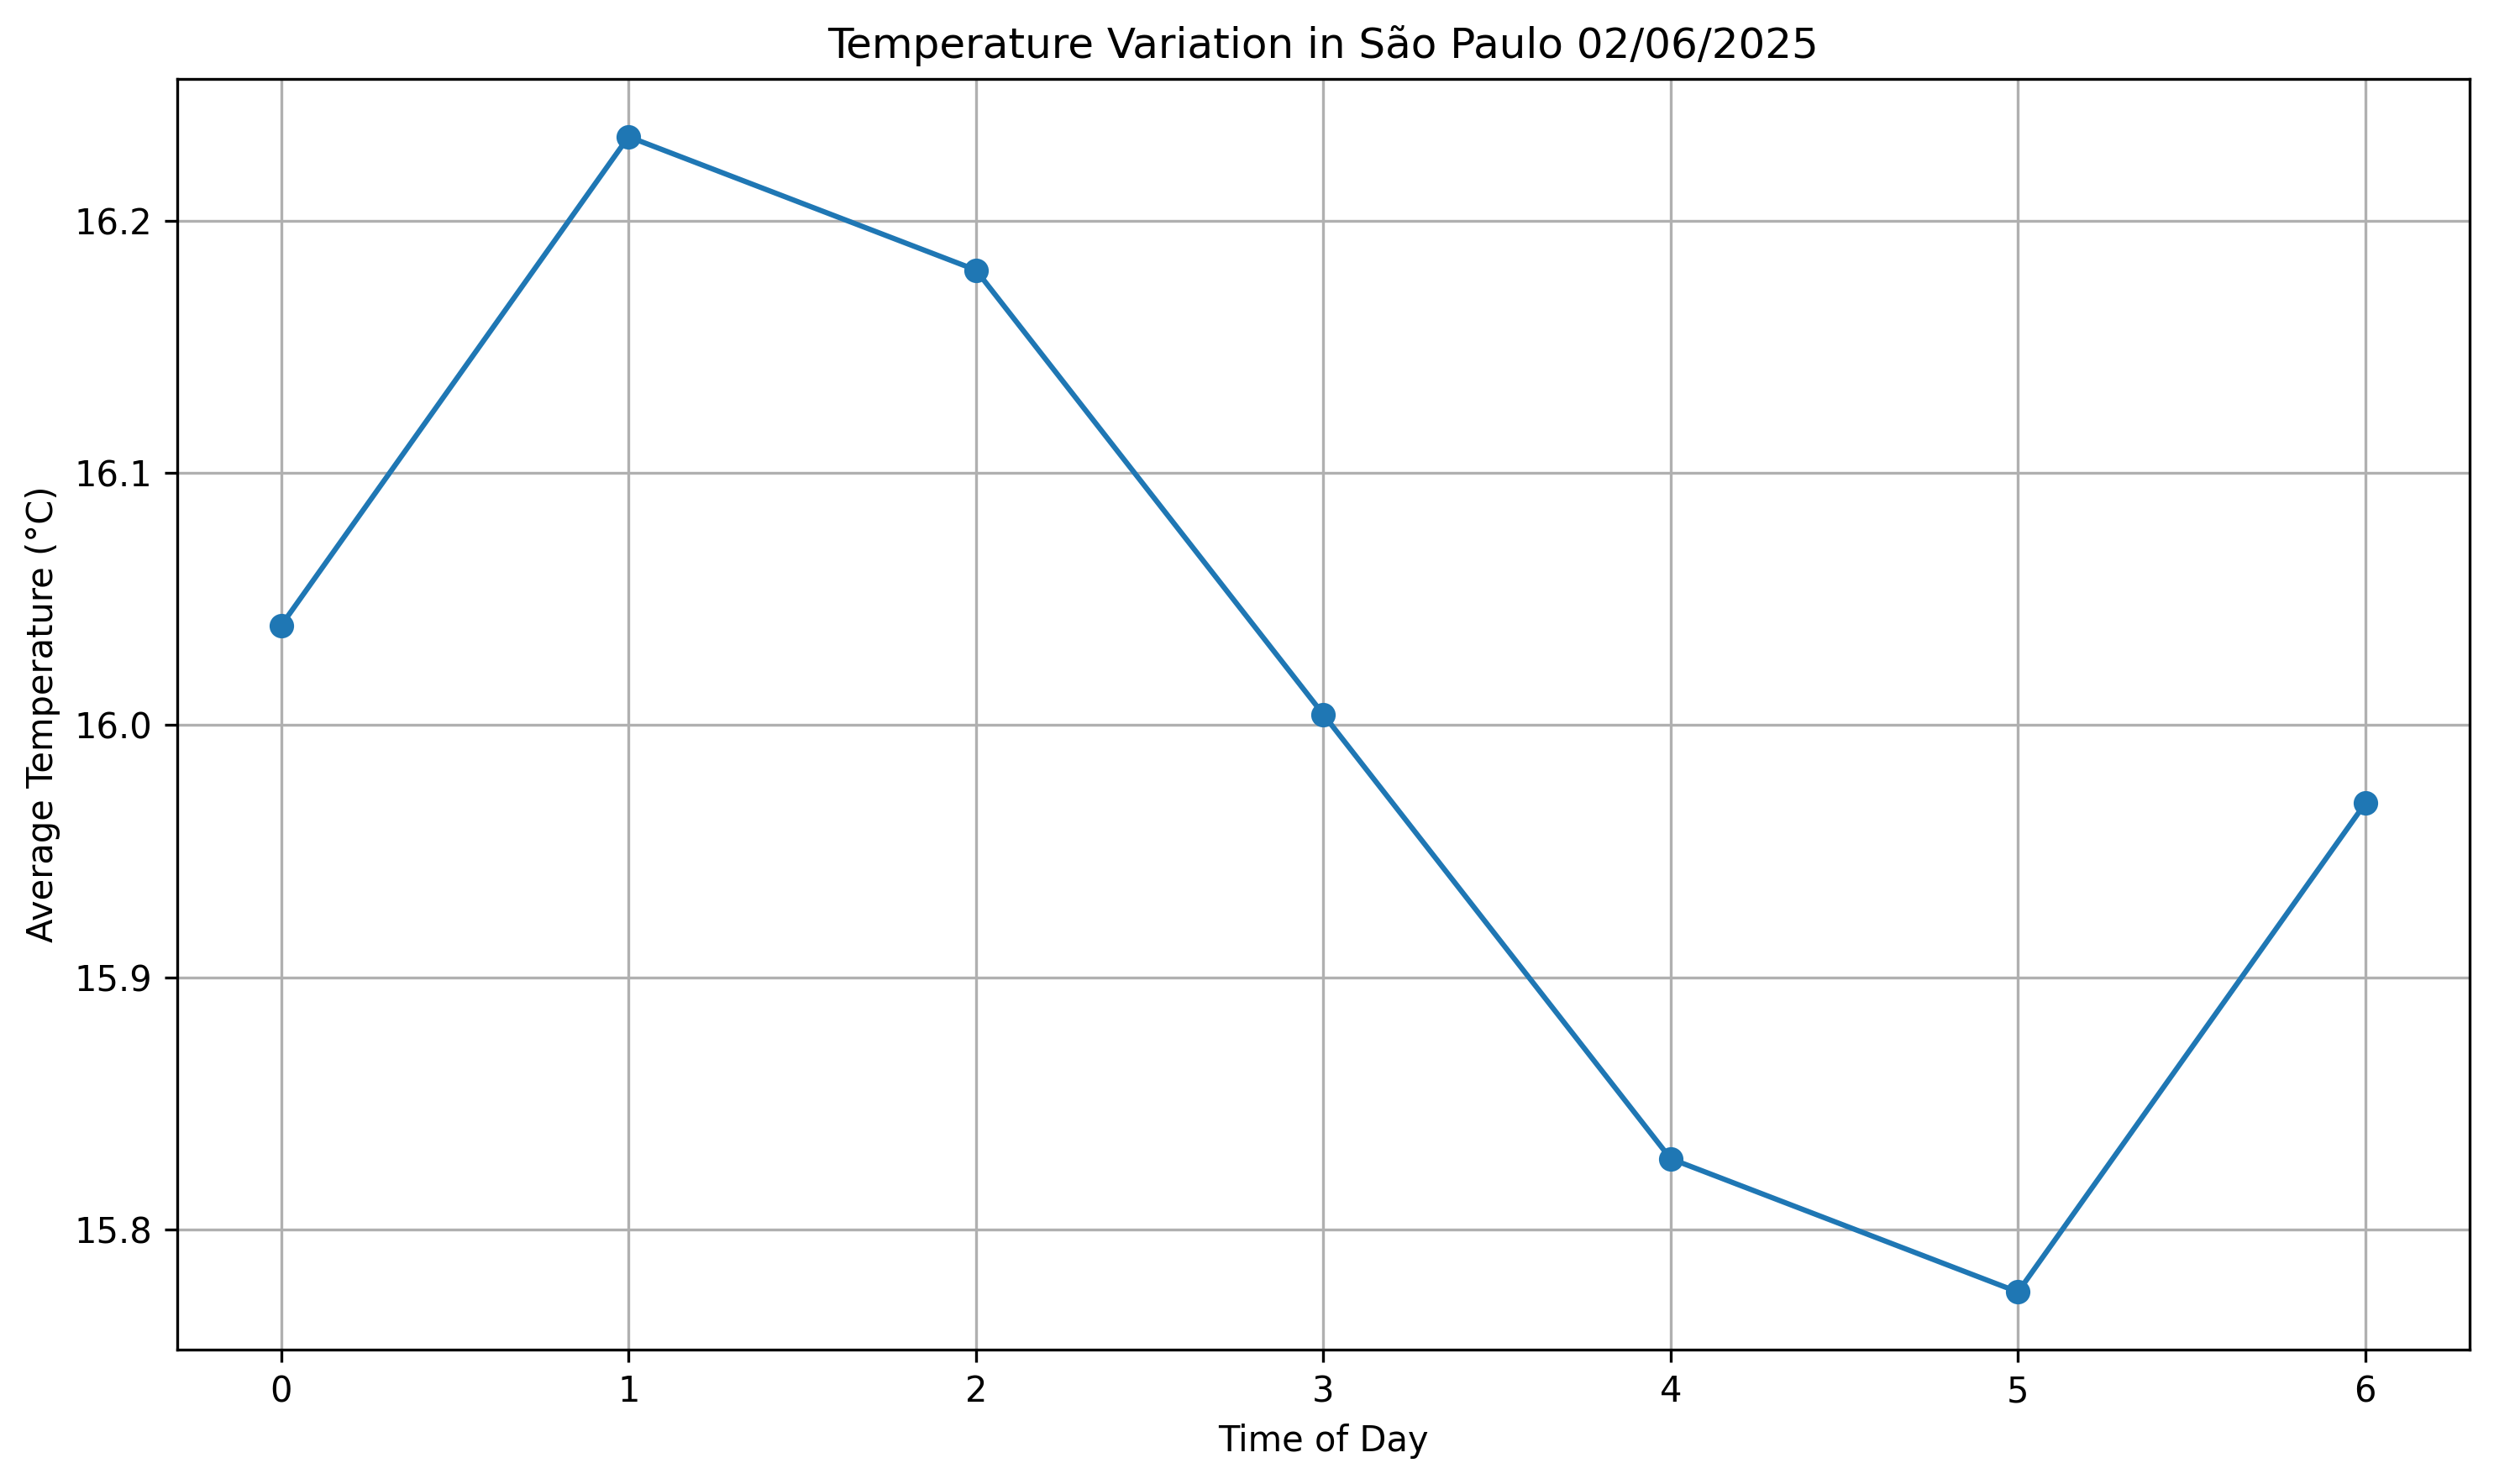 Temperature Variation in São Paulo 02/06/2025
Average Temperature (°C)
16.2
16.1
16.0
15.9
15.8
0 1 2 3 4 5 6
Time of Day